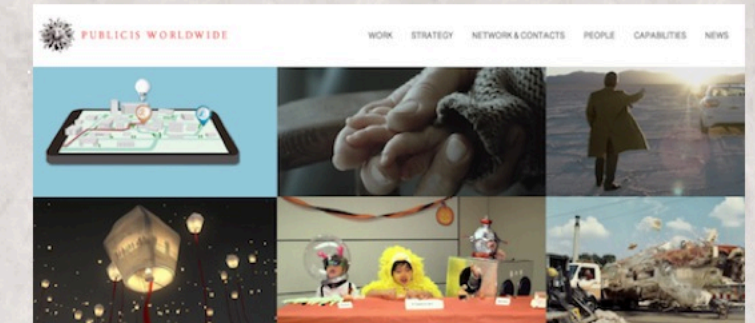 PUBLICIS WORLDWIDE
WORK STRATEGY NETWORK & CONTACTS PEOPLE CAPABILITIES NEWS